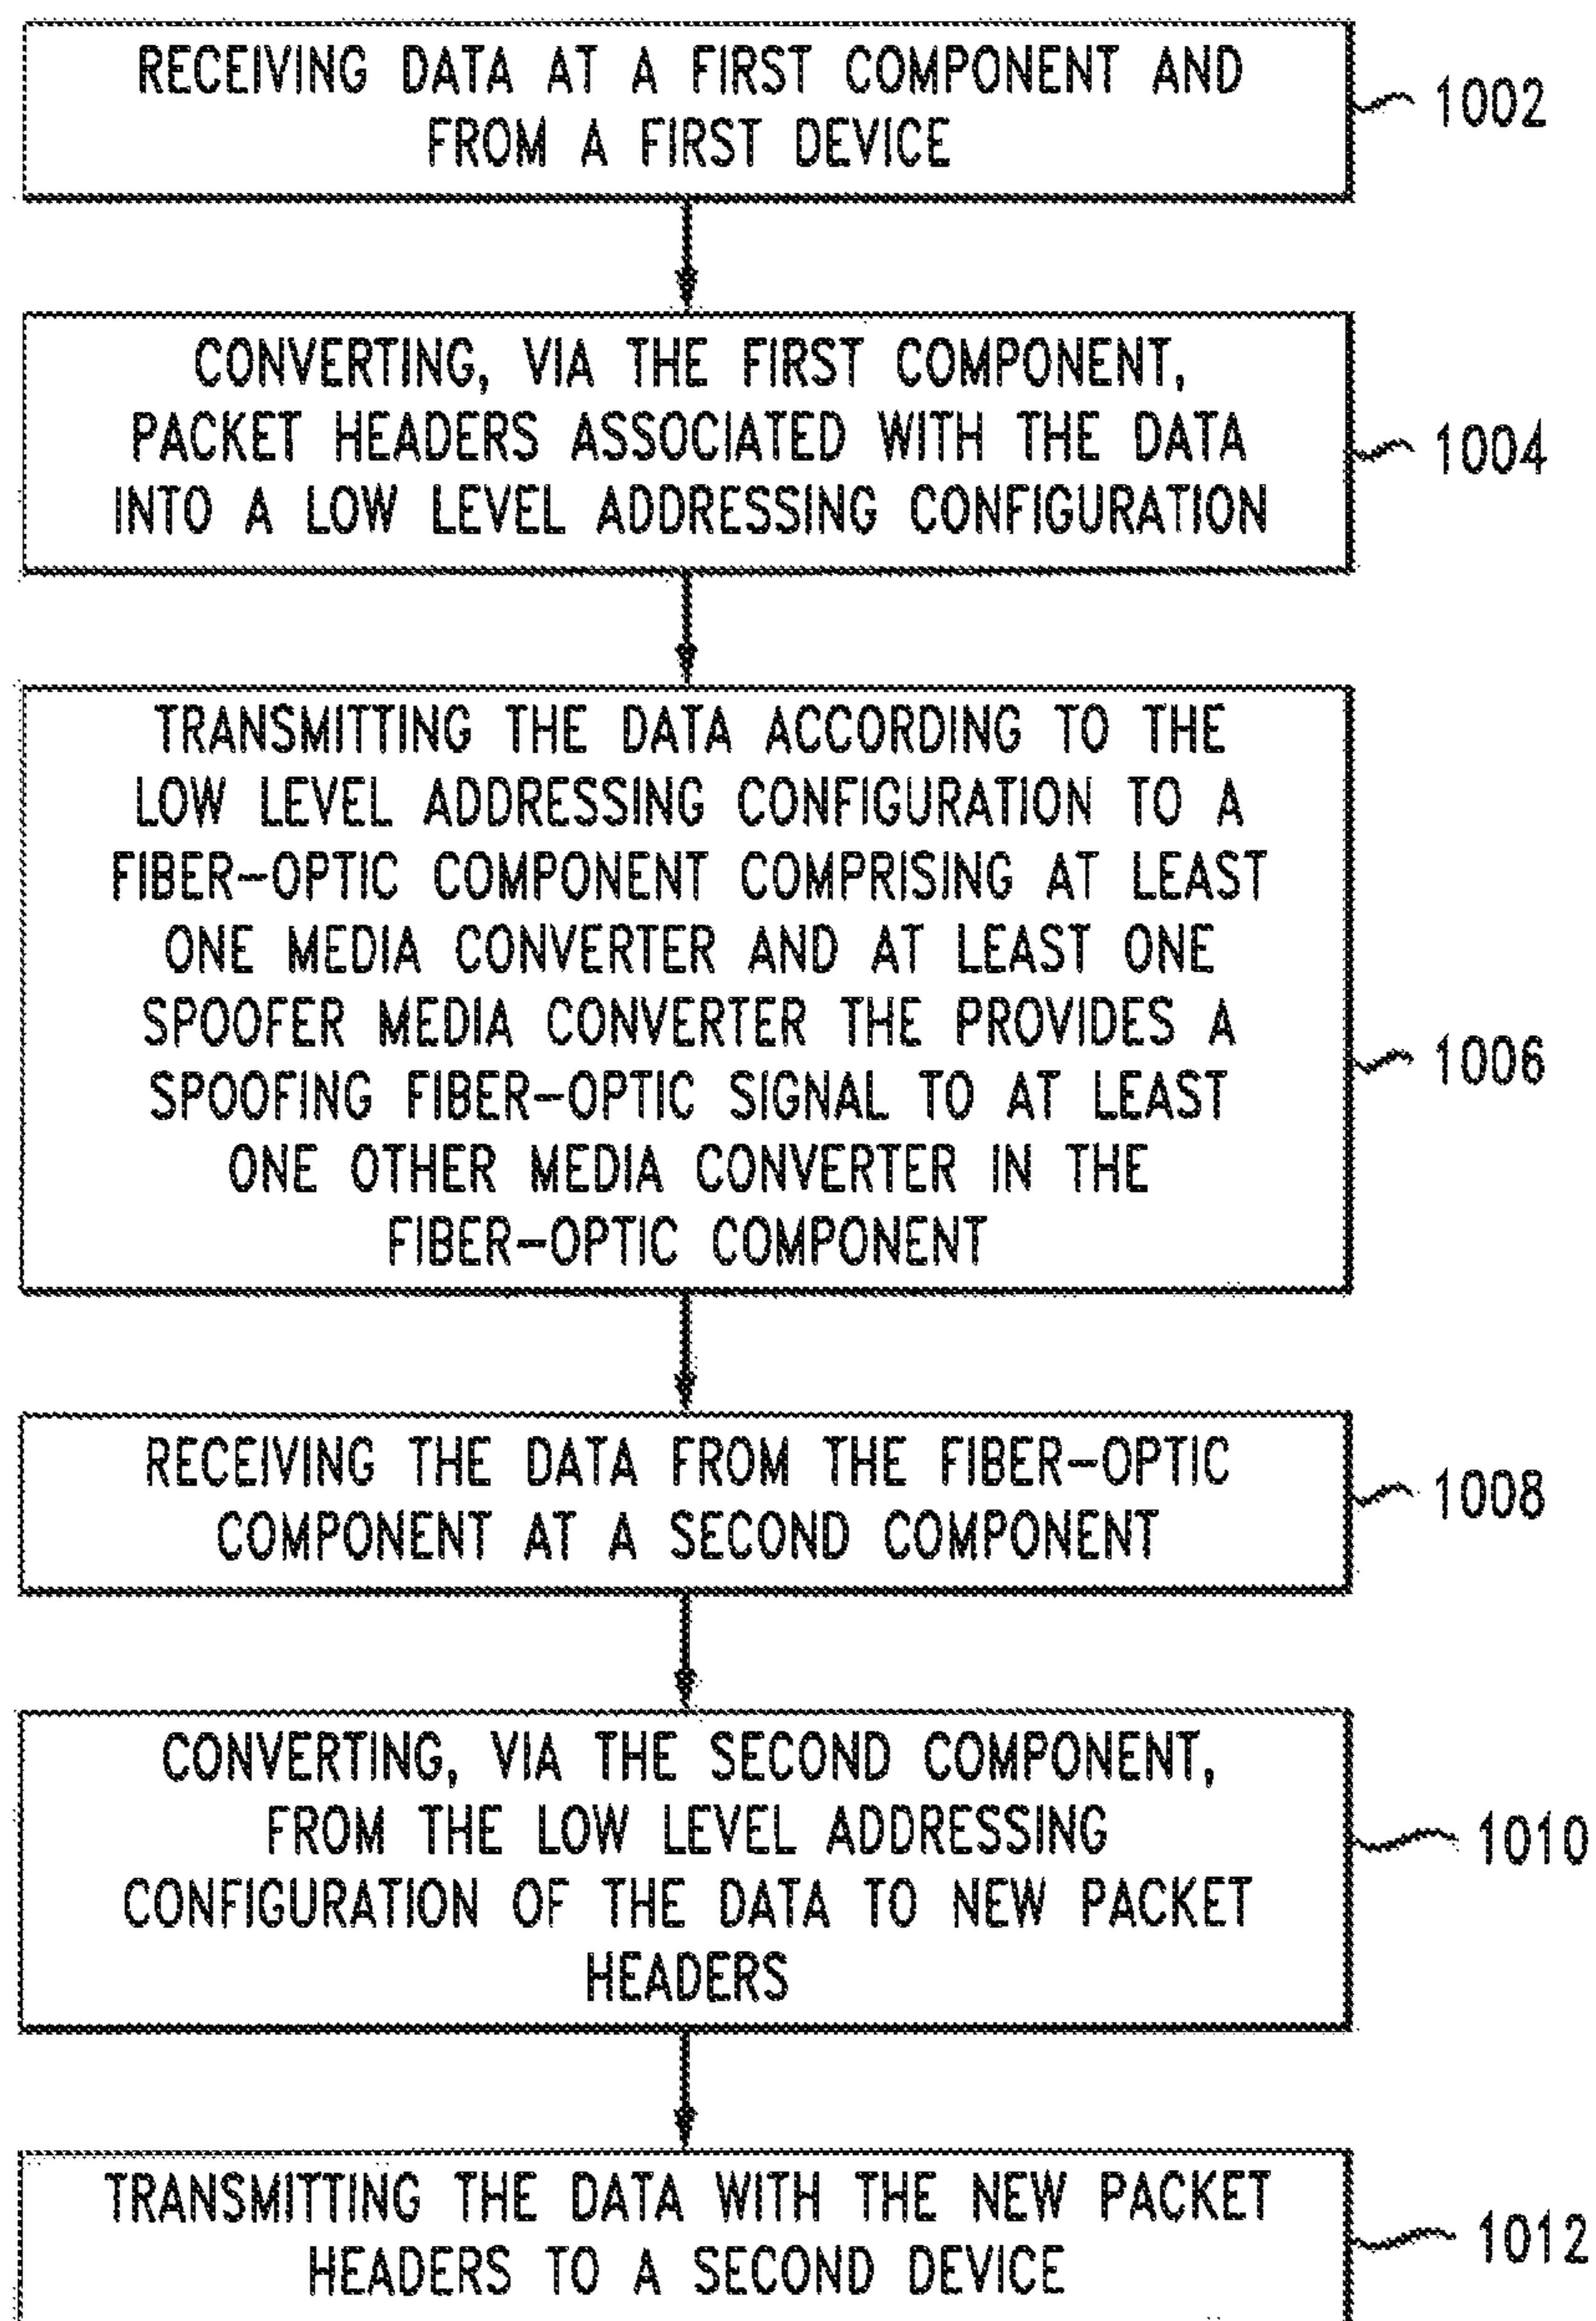 RECEIVING DATA AT A FIRST COMPONENT AND
FROM A FIRST DEVICE
1002
CONVERTING, VIA THE FIRST COMPONENT,
PACKET HEADERS ASSOCIATED WITH THE DATA
INTO A LOW LEVEL ADDRESSING CONFIGURATION
1004
TRANSMITTING THE DATA ACCORDING TO THE
LOW LEVEL ADDRESSING CONFIGURATION TO A
FIBER-OPTIC COMPONENT COMPRISING AT LEAST
ONE MEDIA CONVERTER AND AT LEAST ONE
SPOOFER MEDIA CONVERTER THE PROVIDES A
SPOOFING FIBER-OPTIC SIGNAL TO AT LEAST
ONE OTHER MEDIA CONVERTER IN THE
FIBER-OPTIC COMPONENT
1006
RECEIVING THE DATA FROM THE FIBER-OPTIC
COMPONENT AT A SECOND COMPONENT
1008
CONVERTING, VIA THE SECOND COMPONENT,
FROM THE LOW LEVEL ADDRESSING
CONFIGURATION OF THE DATA TO NEW PACKET
HEADERS
1010
TRANSMITTING THE DATA WITH THE NEW PACKET
HEADERS TO A SECOND DEVICE
1012